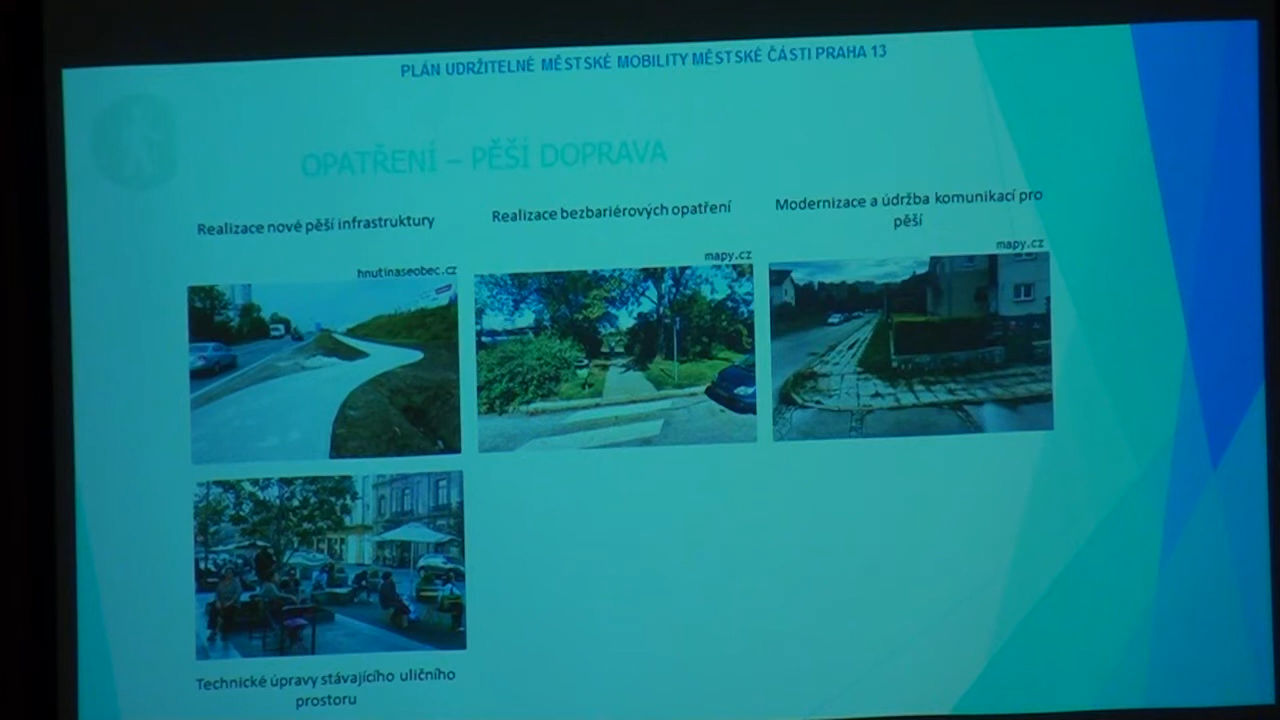 PLÁN UDRŽITELNÉ MĚSTSKÉ MOBILITY MĚSTSKÉ ČÁSTI PRAHA 13
OPATŘENÍ – PĚŠÍ DOPRAVA
Realizace nové pěší infrastruktury
hnutinaseobec.cz
Realizace bezbariérových opatření
mapy.cz
Modernizace a údržba komunikací pro
pěší
mapy.cz
Technické úpravy stávajícího uličního
prostoru